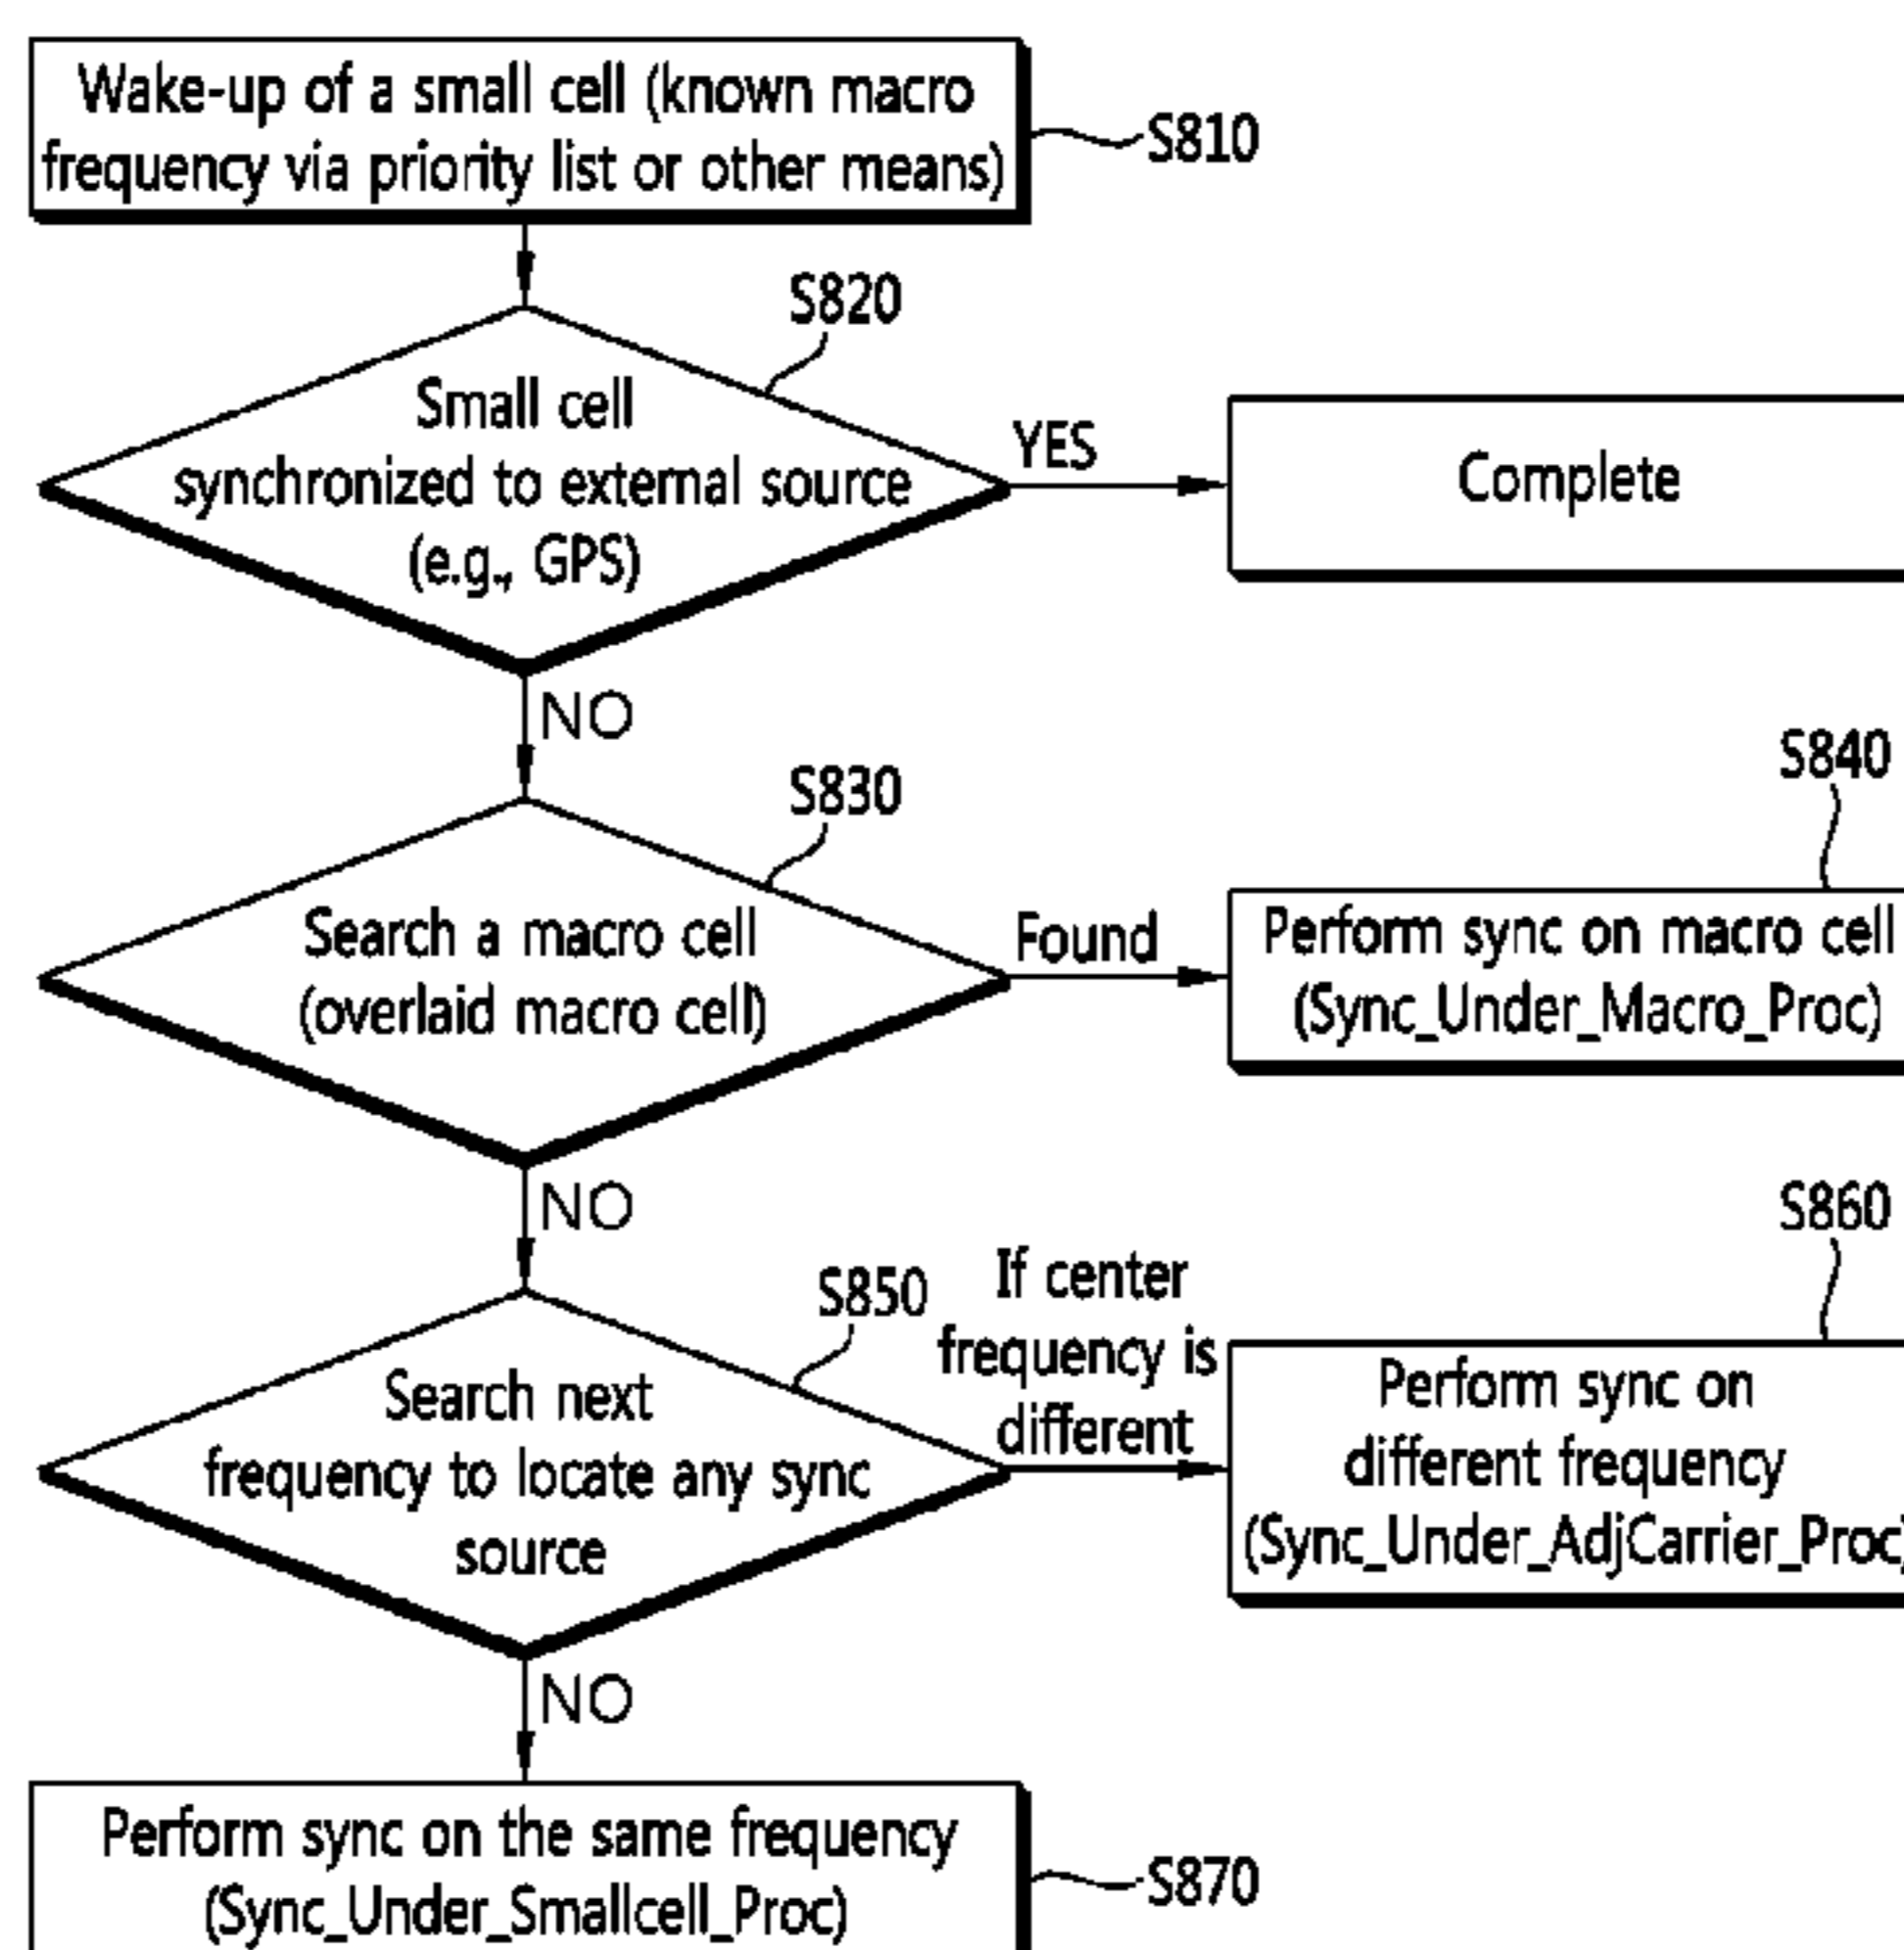 Wake-up of a small cell (known macro
frequency via priority list or other means)
S810
S820
Small cell
synchronized to external source
(e.g., GPS)
YES
Complete
NO
S830
S840
Search a macro cell
(overlaid macro cell)
Found
Perform sync on macro cell
(Sync_Under_Macro_Proc)
NO
S850
S860
If center
frequency is
different
Search next
frequency to locate any sync
source
Perform sync on
different frequency
(Sync_Under_AdjCarrier_Proc)
NO
Perform sync on the same frequency
(Sync_Under_Smallcell_Proc)
S870